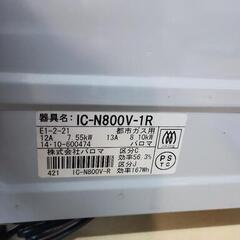 器具名: IC-N800V-1R
E1-2-21 都市ガス用
12A 7.55kW 13A 8.10kW
14・10-600474 パロマ
株式会社パロマ 区分C
効率56.3%
区分J
421 IC-N800V-R 効率167Wh
PS
TC